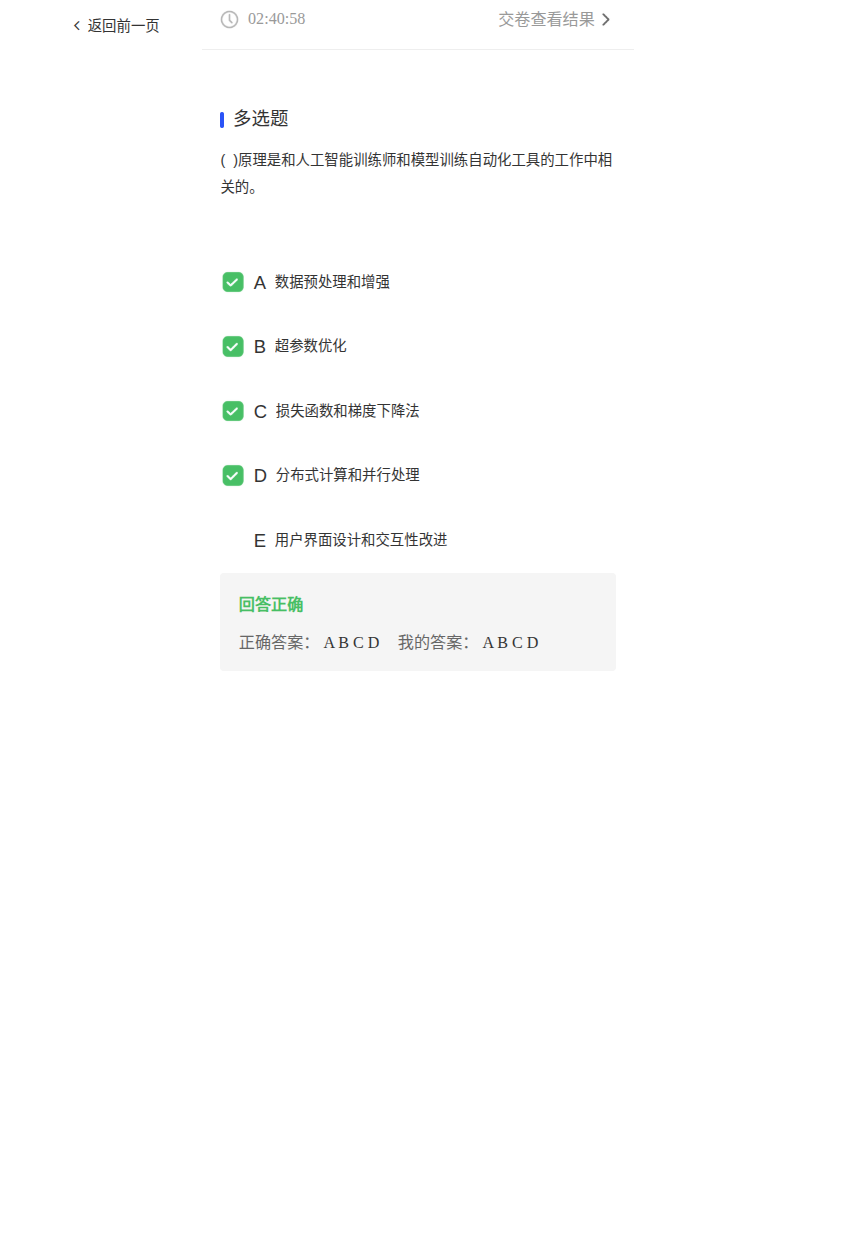 返回前一页
02:40:58 交卷查看结果
多选题
( )原理是和人工智能训练师和模型训练自动化工具的工作中相
关的。
A 数据预处理和增强
B 超参数优化
C 损失函数和梯度下降法
D 分布式计算和并行处理
E 用户界面设计和交互性改进
回答正确
正确答案： A B C D 我的答案： A B C D